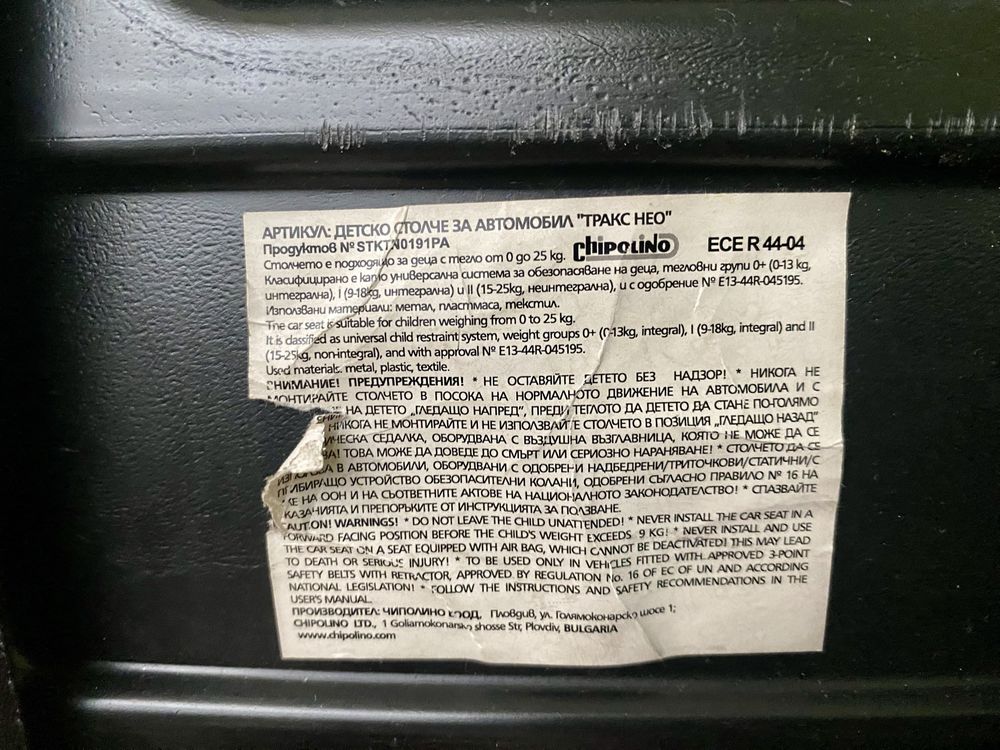 АРТИКУЛ: ДЕТСКО СТОЛЧЕ ЗА АВТОМОБИЛ "ТРАКС НЕО"
Продуктов № STKTN0191PA chipolino ECE R 44-04
Столчето е подходящо за деца с тегло от 0 до 25 kg.
Класифицирано е като универсална система за обезопасяване на деца, тегловни групи 0+ (0-13 kg,
интегрална), I (9-18kg, интегрална) и II (15-25kg, неинтегрална), и с одобрение № E13-44R-045195.
Използвани материали: метал, пластмаса, текстил.
The car seat is suitable for children weighing from 0 to 25 kg.
It is classified as universal child restraint system, weight groups 0+ (0-13kg, integral), I (9-18kg, integral) and II
(15-25kg, non-integral), and with approval № E13-44R-045195.
Used materials: metal, plastic, textile.
ВНИМАНИЕ! ПРЕДУПРЕЖДЕНИЯ! * НЕ ОСТАВЯЙТЕ ДЕТЕТО БЕЗ НАДЗОР! * НИКОГА НЕ
МОНТИРАЙТЕ СТОЛЧЕТО В ПОСОКА НА НОРМАЛНОТО ДВИЖЕНИЕ НА АВТОМОБИЛА И С
НА ДЕТЕТО „ГЛЕДАЩО НАПРЕД”, ПРЕДИ ТЕГЛОТО ДА ДЕТЕТО ДА СТАНЕ ПО-ГОЛЯМО
НИКОГА НЕ МОНТИРАЙТЕ И НЕ ИЗПОЛЗВАЙТЕ СТОЛЧЕТО В ПОЗИЦИЯ „ГЛЕДАЩО НАЗАД”
СЕДАЛКА, ОБОРУДВАНА С ВЪЗДУШНА ВЪЗГЛАВНИЦА, КОЯТО НЕ МОЖЕ ДА СЕ
ТОВА МОЖЕ ДА ДОВЕДЕ ДО СМЪРТ ИЛИ СЕРИОЗНО НАРАНЯВАНЕ! * СТОЛЧЕТО ДА СЕ
В АВТОМОБИЛИ, ОБОРУДВАНИ С ОДОБРЕНИ НАДБЕДРЕНИ/ТРИТОЧКОВИ/СТАТИЧНИ/С
ПРИБИРАЩО УСТРОЙСТВО ОБЕЗОПАСИТЕЛНИ КОЛАНИ, ОДОБРЕНИ СЪГЛАСНО ПРАВИЛО № 16 НА
НА ООН И НА СЪОТВЕТНИТЕ АКТОВЕ НА НАЦИОНАЛНОТО ЗАКОНОДАТЕЛСТВО! * СПАЗВАЙТЕ
УКАЗАНИЯТА И ПРЕПОРЪКИТЕ ОТ ИНСТРУКЦИЯТА ЗА ПОЛЗВАНЕ.
CAUTION! WARNINGS! * DO NOT LEAVE THE CHILD UNATTENDED! * NEVER INSTALL THE CAR SEAT IN A
FORWARD FACING POSITION BEFORE THE CHILD'S WEIGHT EXCEEDS 9 KG! * NEVER INSTALL AND USE
THE CAR SEAT ON A SEAT EQUIPPED WITH AIR BAG, WHICH CANNOT BE DEACTIVATED! THIS MAY LEAD
TO DEATH OR SERIOUS INJURY! * TO BE USED ONLY IN VEHICLES FITTED WITH APPROVED 3-POINT
SAFETY BELTS WITH RETRACTOR, APPROVED BY REGULATION No. 16 OF EC OF UN AND ACCORDING
NATIONAL LEGISLATION! * FOLLOW THE INSTRUCTIONS AND SAFETY RECOMMENDATIONS IN THE
USER'S MANUAL.
ПРОИЗВОДИТЕЛ: ЧИПОЛИНО ЕООД, Пловдив, ул. Голямоконарско шосе 1;
CHIPOLINO LTD., 1 Goliamokonarsko shosse Str, Plovdiv, BULGARIA
www.chipolino.com